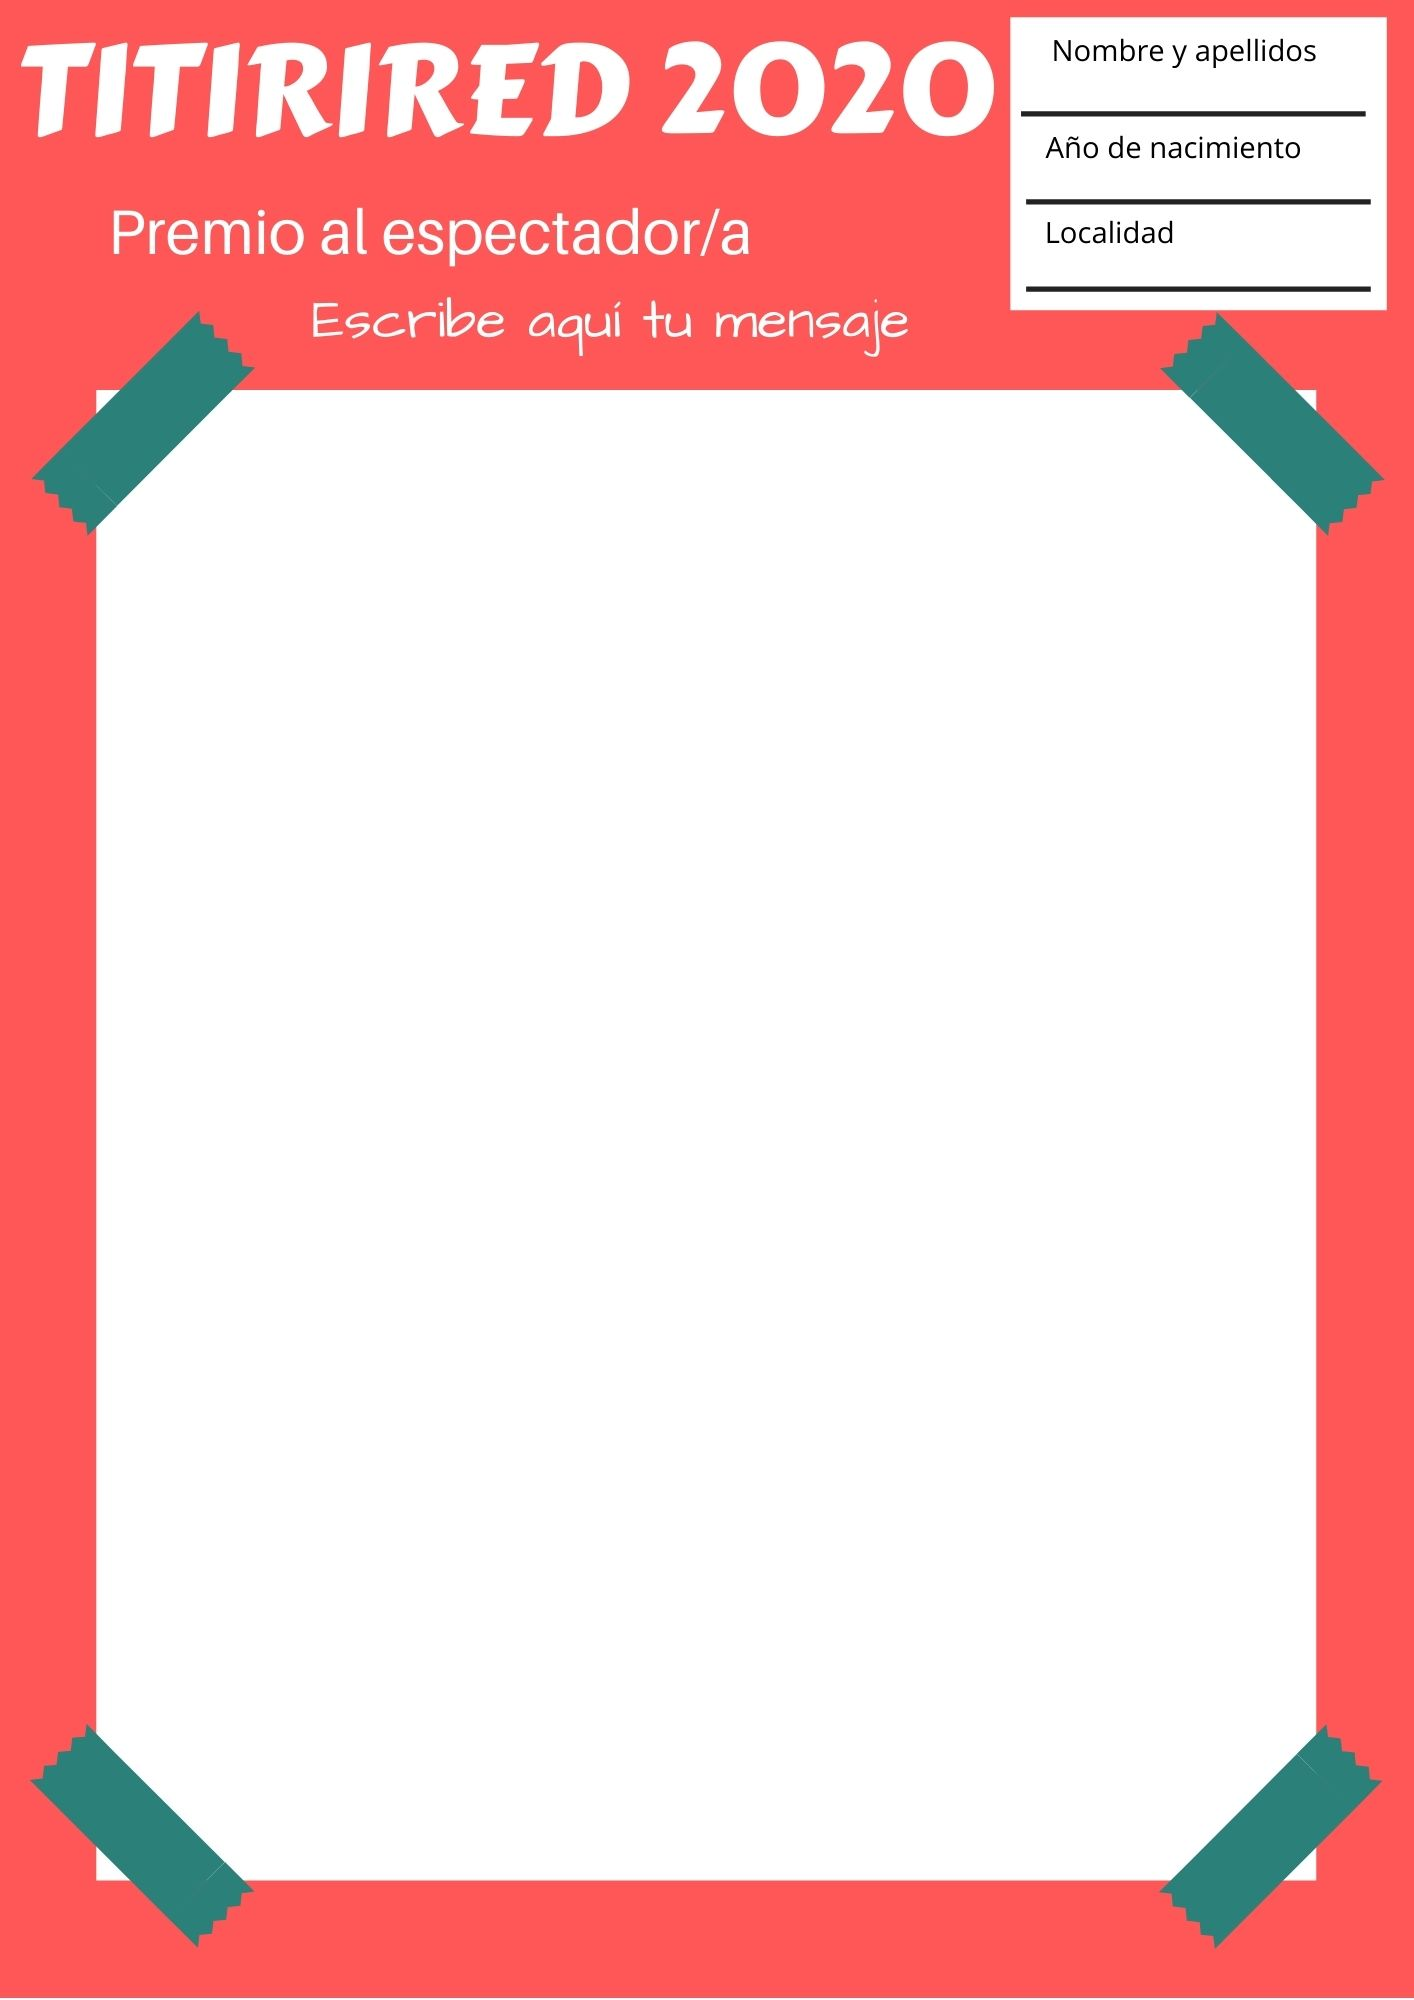 TITIRIRED 2020
Nombre y apellidos
Año de nacimiento
Localidad
Premio al espectador/a
Escribe aquí tu mensaje